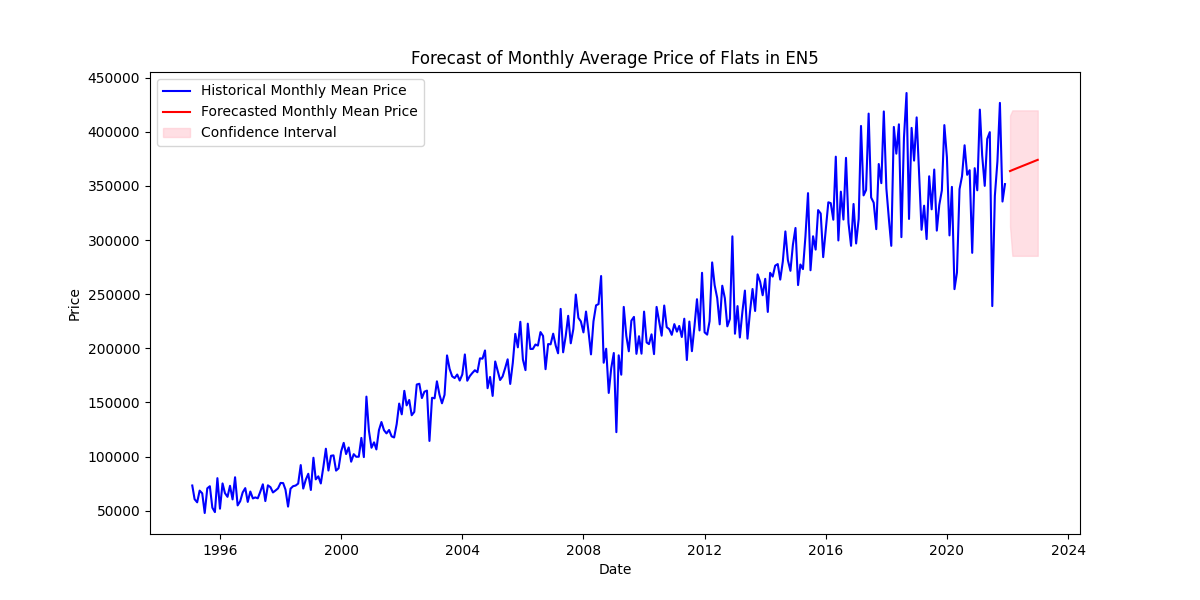 Forecast of Monthly Average Price of Flats in EN5
Historical Monthly Mean Price
Forecasted Monthly Mean Price
Confidence Interval
450000
400000
350000
300000
250000
200000
150000
100000
50000
Price
1996 2000 2004 2008 2012 2016 2020 2024
Date